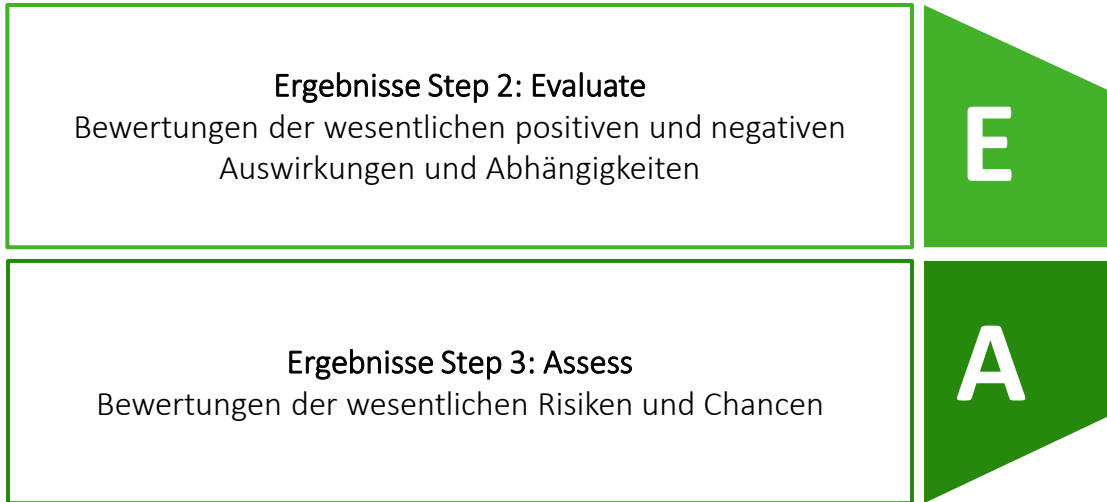 Ergebnisse Step 2: Evaluate
Bewertungen der wesentlichen positiven und negativen
Auswirkungen und Abhängigkeiten
E
Ergebnisse Step 3: Assess
Bewertungen der wesentlichen Risiken und Chancen
A